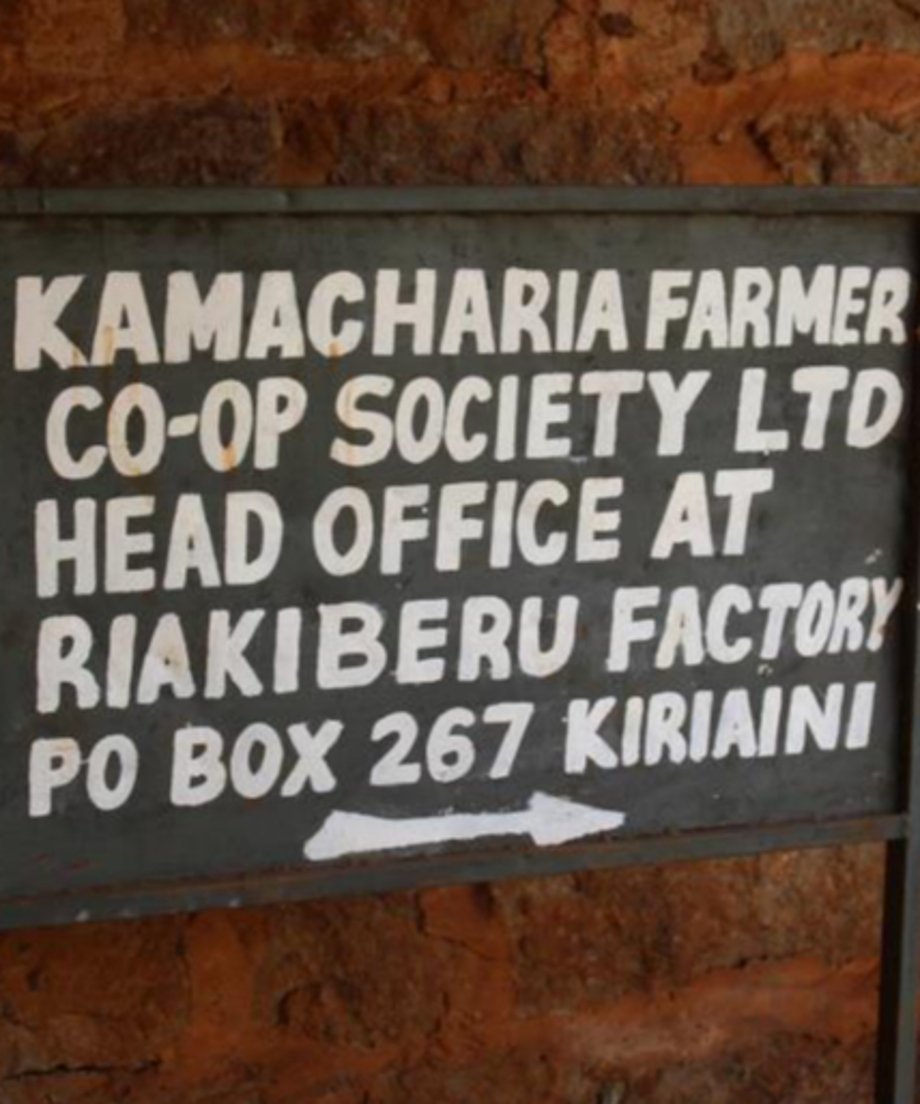 KAMACHARIA FARMER
CO-OP SOCIETY LTD
HEAD OFFICE AT
RIAKIBERU FACTORY
PO BOX 267 KIRIAINI